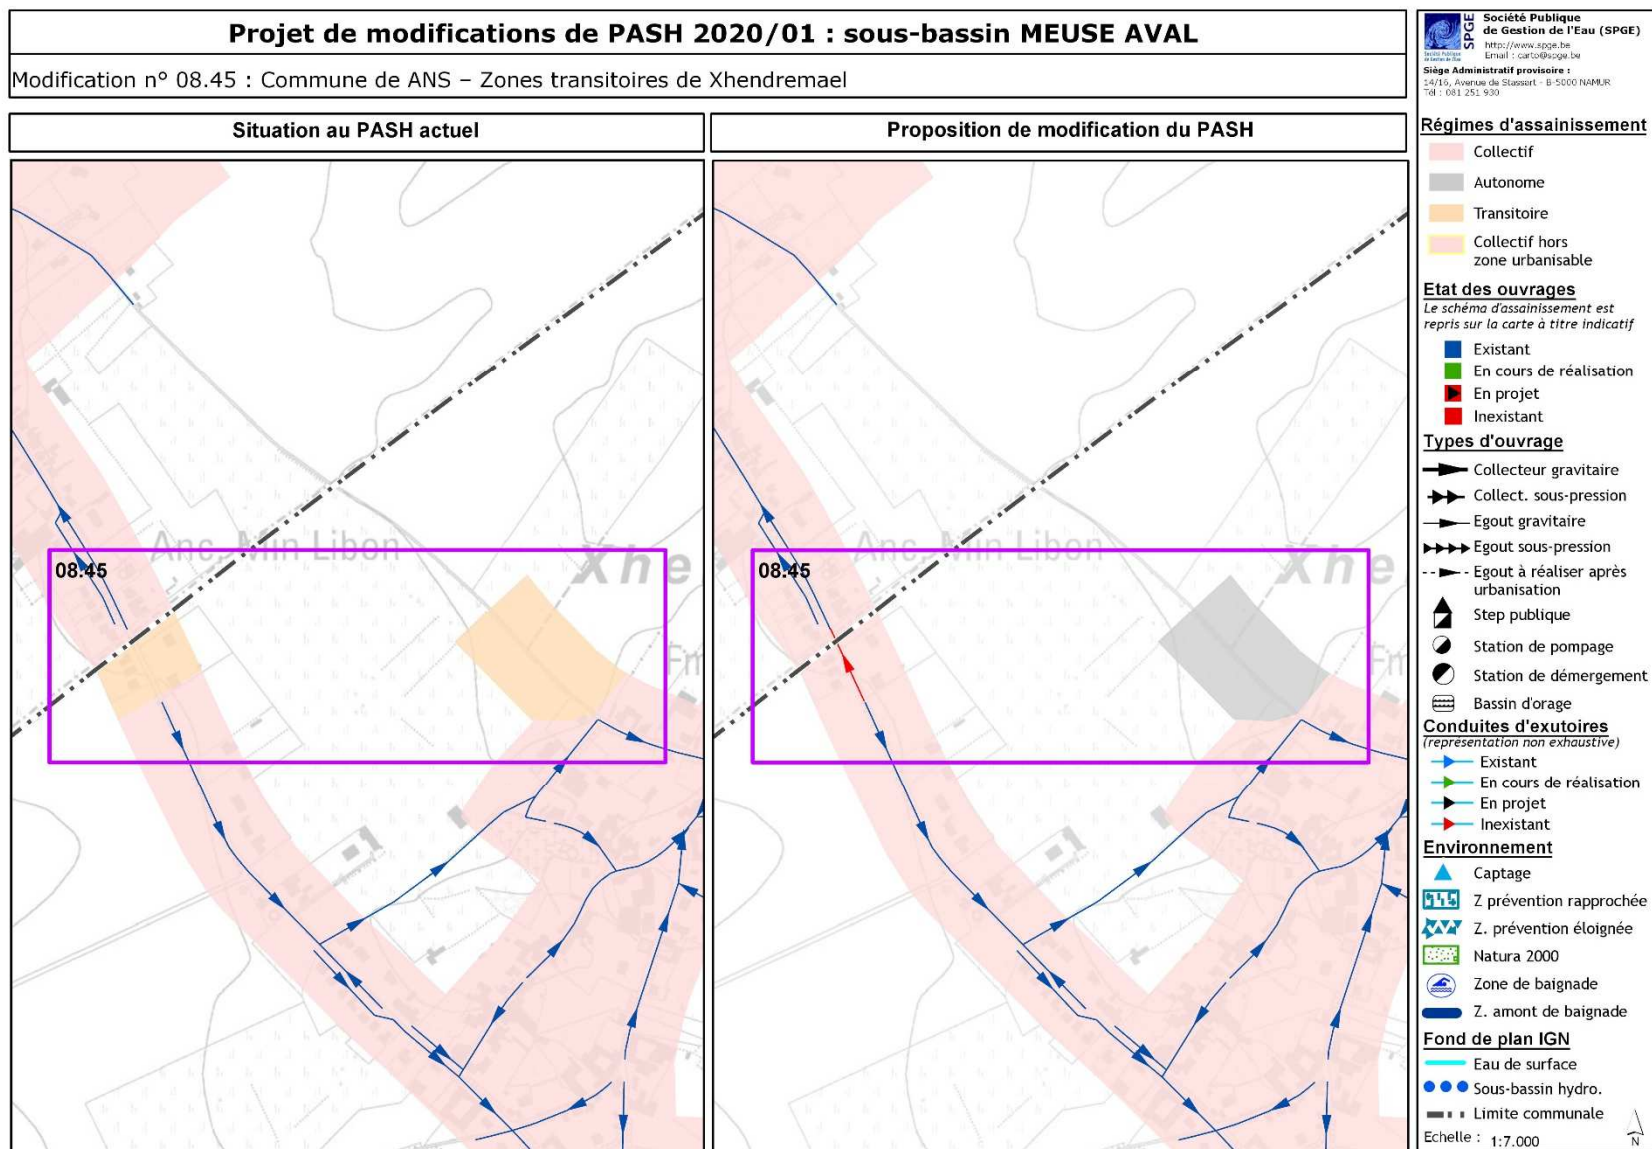 Projet de modifications de PASH 2020/01 : sous-bassin MEUSE AVAL
Modification n° 08.45 : Commune de ANS – Zones transitoires de Xhendremael
Situation au PASH actuel
Proposition de modification du PASH
Anc. Min Libon
Xhe
08.45
Fm
Anc. Min Libon
Xhe
08.45
Fm
SPGE
Société Publique
de Gestion de l'Eau (SPGE)
http://www.spge.be
Email : carto@spge.be
Société Publique
de Gestion de l'Eau
Siège Administratif provisoire :
14/16, Avenue de Stassart - B-5000 NAMUR
Tél : 081 251 930
Régimes d'assainissement
Collectif
Autonome
Transitoire
Collectif hors
zone urbanisable
Etat des ouvrages
Le schéma d'assainissement est
repris sur la carte à titre indicatif
Existant
En cours de réalisation
En projet
Inexistant
Types d'ouvrage
Collecteur gravitaire
Collect. sous-pression
Egout gravitaire
Egout sous-pression
Egout à réaliser après
urbanisation
Step publique
Station de pompage
Station de démergement
Bassin d'orage
Conduites d'exutoires
(représentation non exhaustive)
Existant
En cours de réalisation
En projet
Inexistant
Environnement
Captage
Z prévention rapprochée
Z. prévention éloignée
Natura 2000
Zone de baignade
Z. amont de baignade
Fond de plan IGN
Eau de surface
Sous-bassin hydro.
Limite communale
Echelle : 1:7.000
N